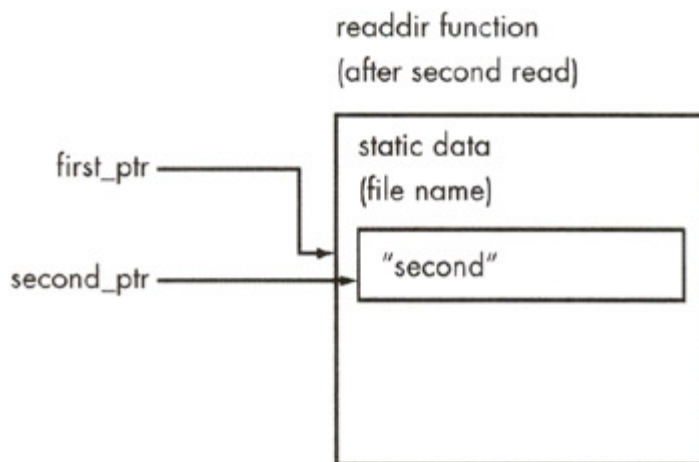 readdir function
(after second read)
static data
(file name)
first_ptr
"second"
second_ptr